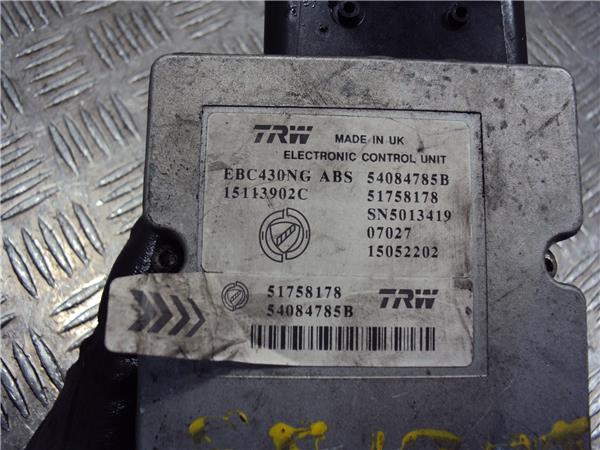 TRW MADE IN UK
ELECTRONIC CONTROL UNIT
EBC430NG ABS 54084785B
15113902C 51758178
SN5013419
07027
15052202
51758178 TRW
54084785B